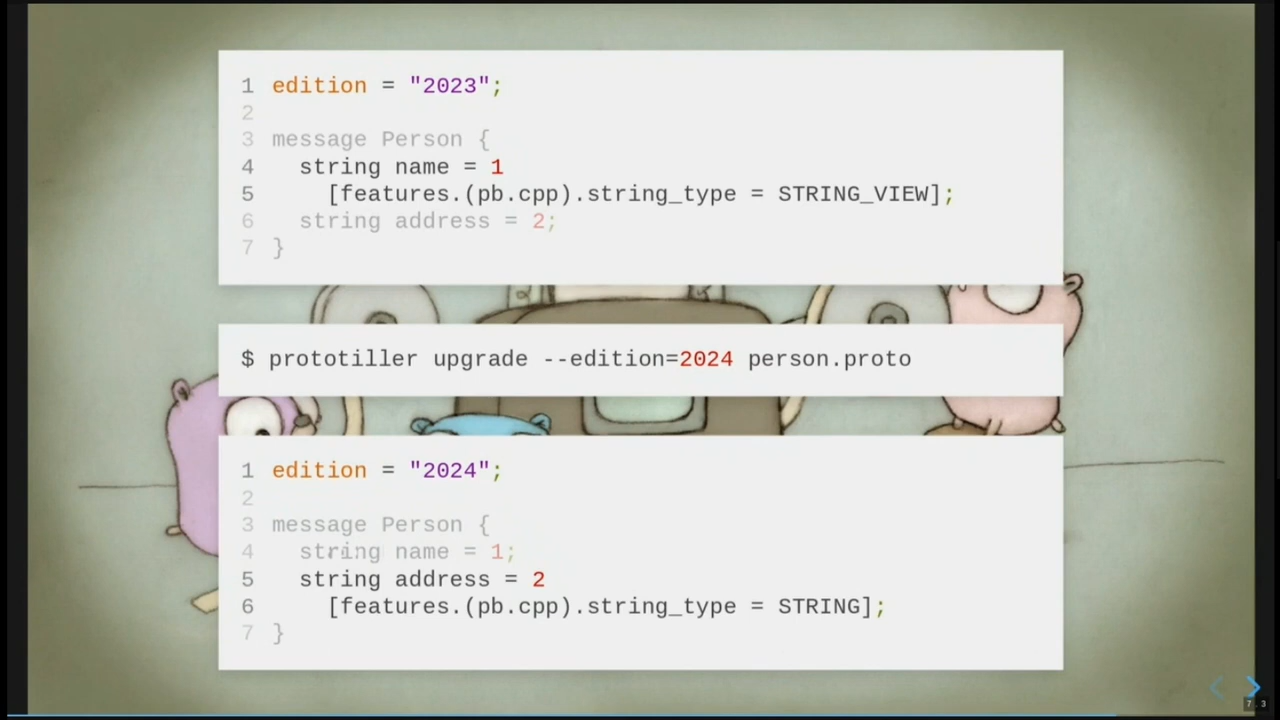 1 edition = "2023";
2
3 message Person {
4   string name = 1
5     [features.(pb.cpp).string_type = STRING_VIEW];
6   string address = 2;
7 }
$ prototiller upgrade --edition=2024 person.proto
1 edition = "2024";
2
3 message Person {
4   string name = 1;
5   string address = 2
6     [features.(pb.cpp).string_type = STRING];
7 }
7.3